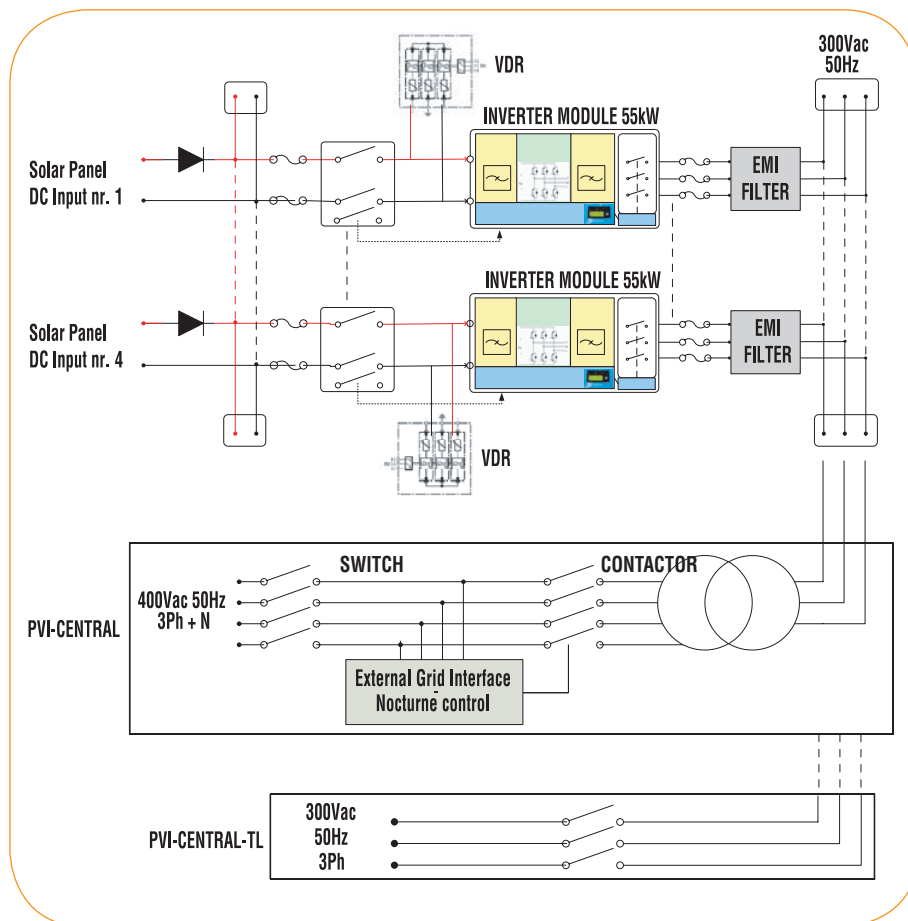 VDR
300Vac
50Hz
INVERTER MODULE 55kW
Solar Panel
DC Input nr. 1
EMI
FILTER
INVERTER MODULE 55kW
Solar Panel
DC Input nr. 4
EMI
FILTER
VDR
SWITCH
CONTACTOR
400Vac 50Hz
3Ph + N
PVI-CENTRAL
External Grid Interface
-
Nocturne control
300Vac
50Hz
3Ph
PVI-CENTRAL-TL